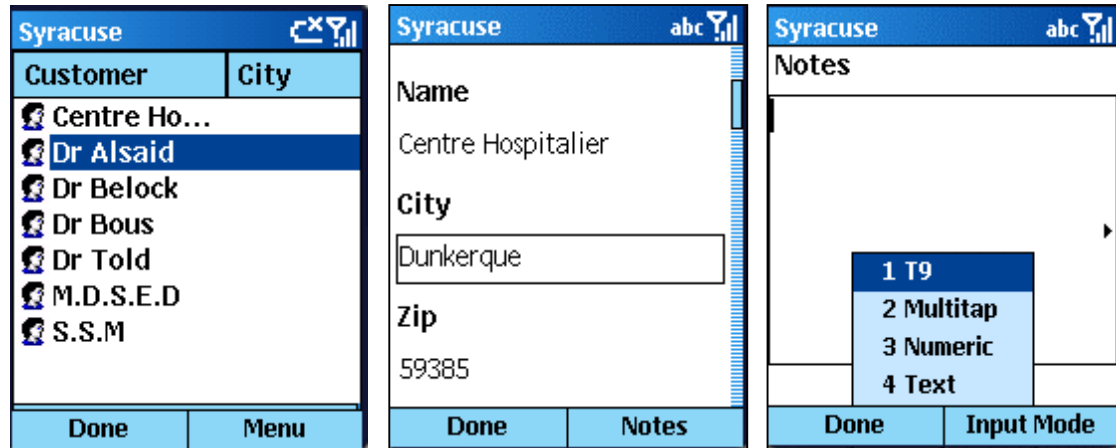 Syracuse
Customer City
Centre Ho...
Dr Alsaid
Dr Belock
Dr Bous
Dr Told
M.D.S.E.D
S.S.M
Done Menu
Syracuse abc
Name
Centre Hospitalier
City
Dunkerque
Zip
59385
Done Notes
Syracuse abc
Notes
1 T9
2 Multitap
3 Numeric
4 Text
Done Input Mode